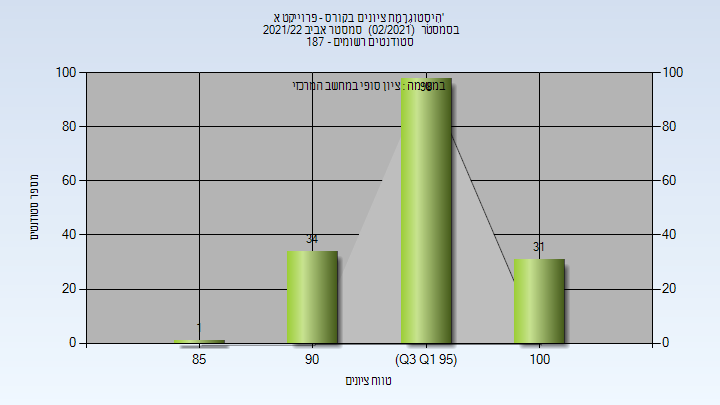 היסטוגרמת ציונים בקורס - פרוייקט א'
בסמסטר (02/2021) סמסטר אביב 2021/22
סטודנטים רשומים - 187
במשימה : ציון סופי במחשב המרכזי
מספר סטודנטים
100
80
60
40
20
0
100
80
60
40
20
0
1
34
98
31
85
90
(Q3 Q1 95)
100
טווח ציונים